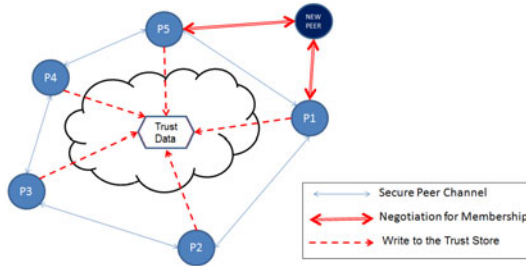 NEW
PEER
P5
P4
Trust
Data
P1
P3
P2
Secure Peer Channel
Negotiation for Membership
Write to the Trust Store